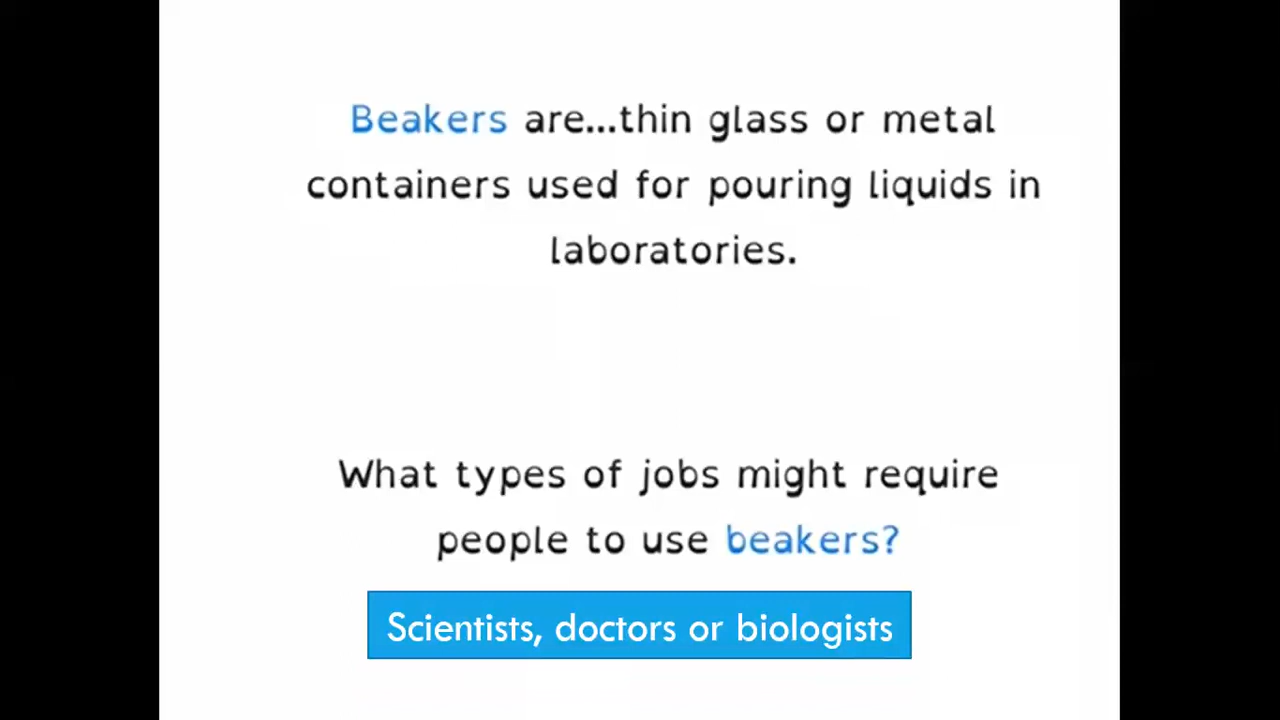 Beakers are...thin glass or metal
containers used for pouring liquids in
laboratories.
What types of jobs might require
people to use beakers?
Scientists, doctors or biologists